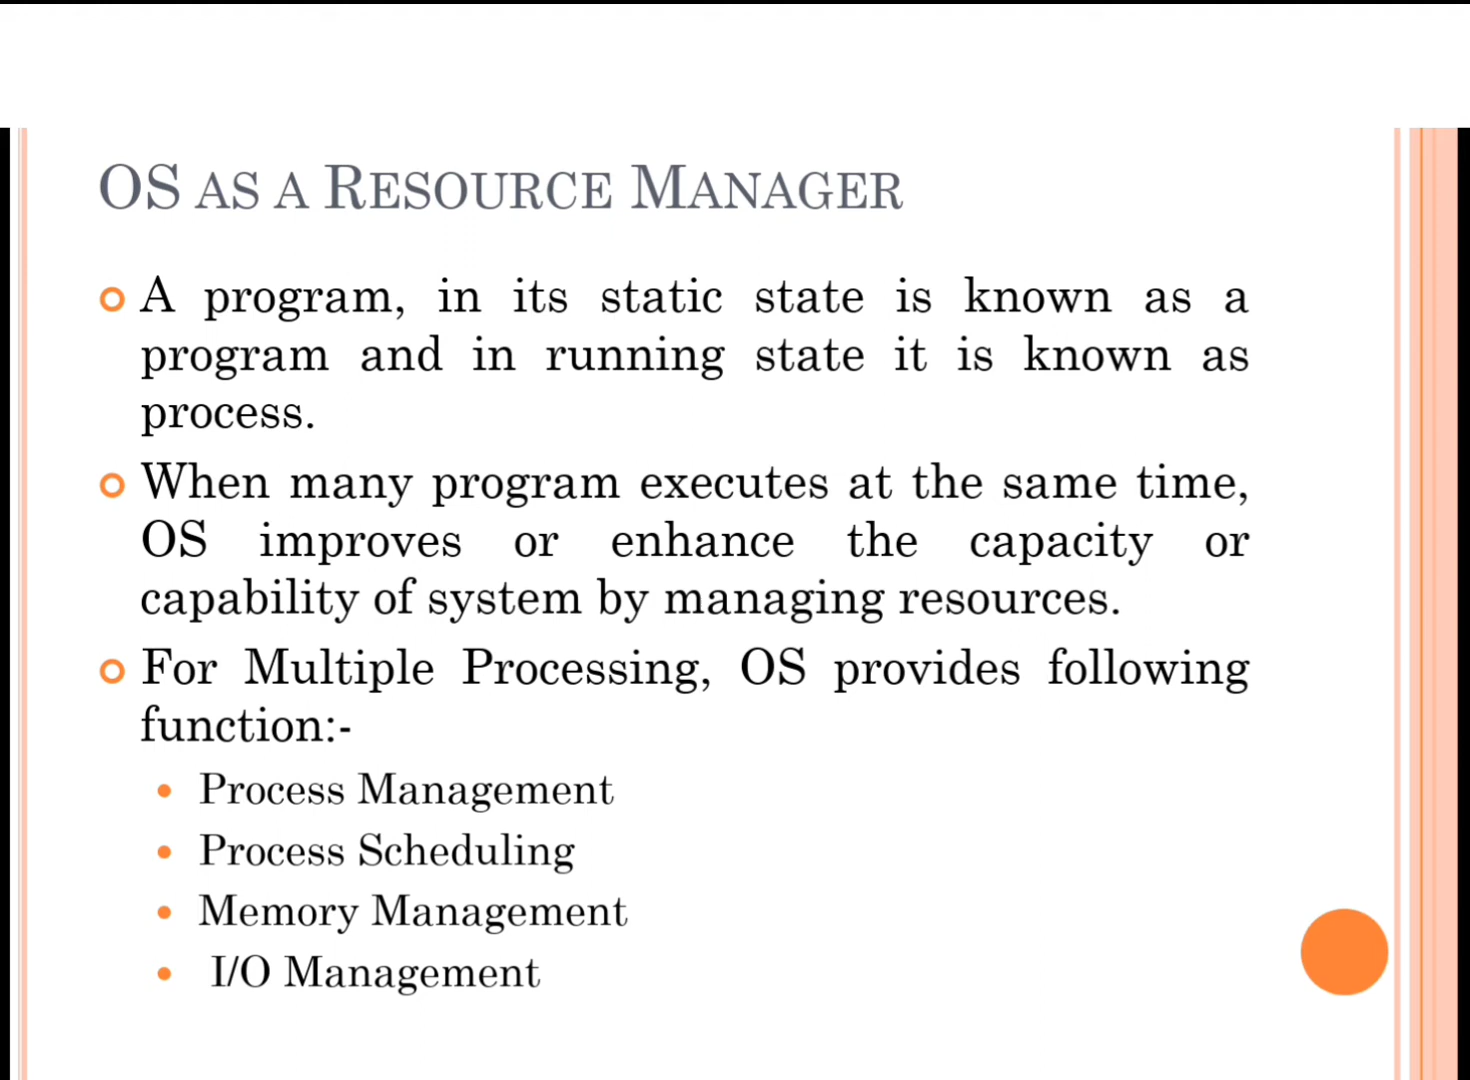 OS AS A RESOURCE MANAGER
A program, in its static state is known as a
program and in running state it is known as
process.
When many program executes at the same time,
OS improves or enhance the capacity or
capability of system by managing resources.
For Multiple Processing, OS provides following
function:-
Process Management
Process Scheduling
Memory Management
I/O Management